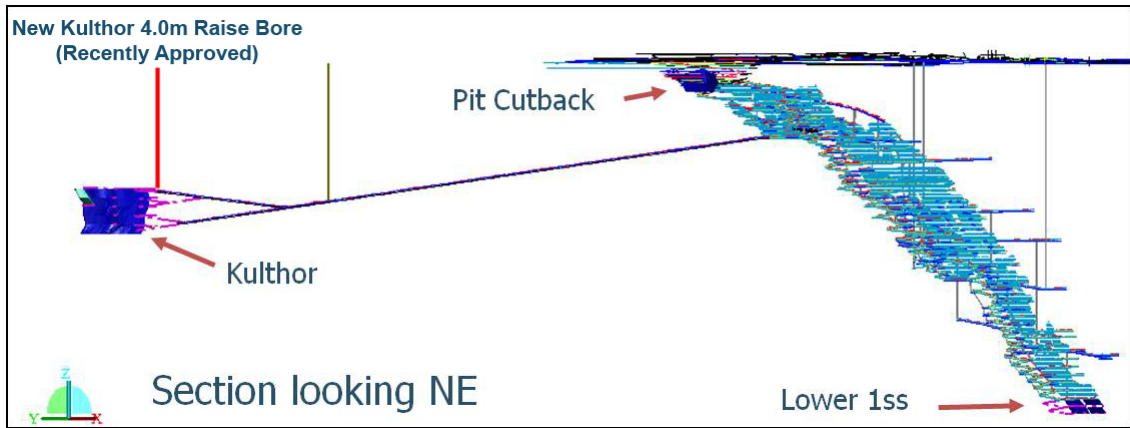 New Kulthor 4.0m Raise Bore
(Recently Approved)
Pit Cutback
Kulthor
Section looking NE
Lower 1ss
Z
Y
X